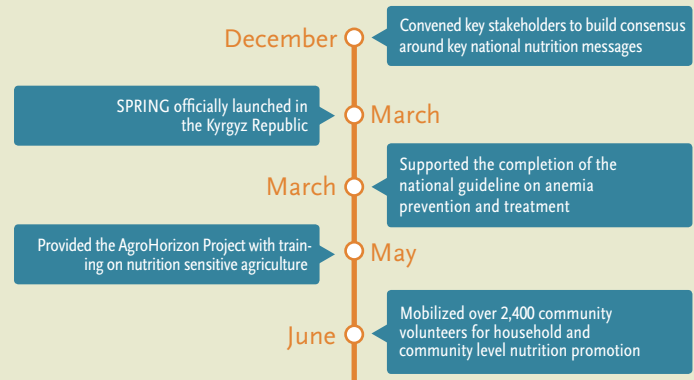 December
Convened key stakeholders to build consensus
around key national nutrition messages
SPRING officially launched in
the Kyrgyz Republic
March
March
Supported the completion of the
national guideline on anemia
prevention and treatment
Provided the AgroHorizon Project with train-
ing on nutrition sensitive agriculture
May
June
Mobilized over 2,400 community
volunteers for household and
community level nutrition promotion